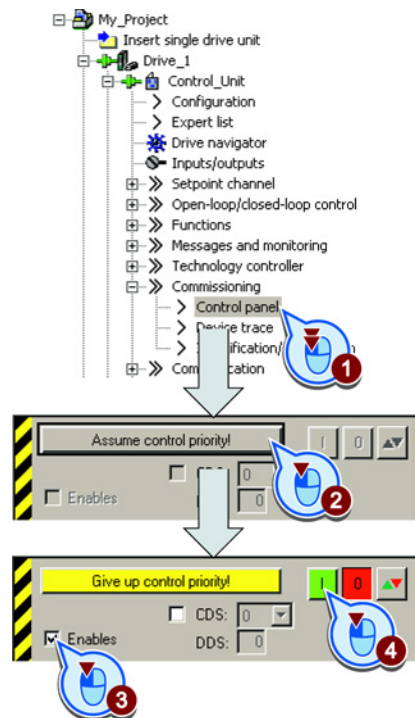 My_Project
Insert single drive unit
Drive_1
Control_Unit
Configuration
Expert list
Drive navigator
Inputs/outputs
Setpoint channel
Open-loop/closed-loop control
Functions
Messages and monitoring
Technology controller
Commissioning
Control panel
Device trace
1
Assume control priority!
I 0
0
Enables
0
2
Give up control priority!
I 0
CDS: 0
Enables
DDS: 0
3
4